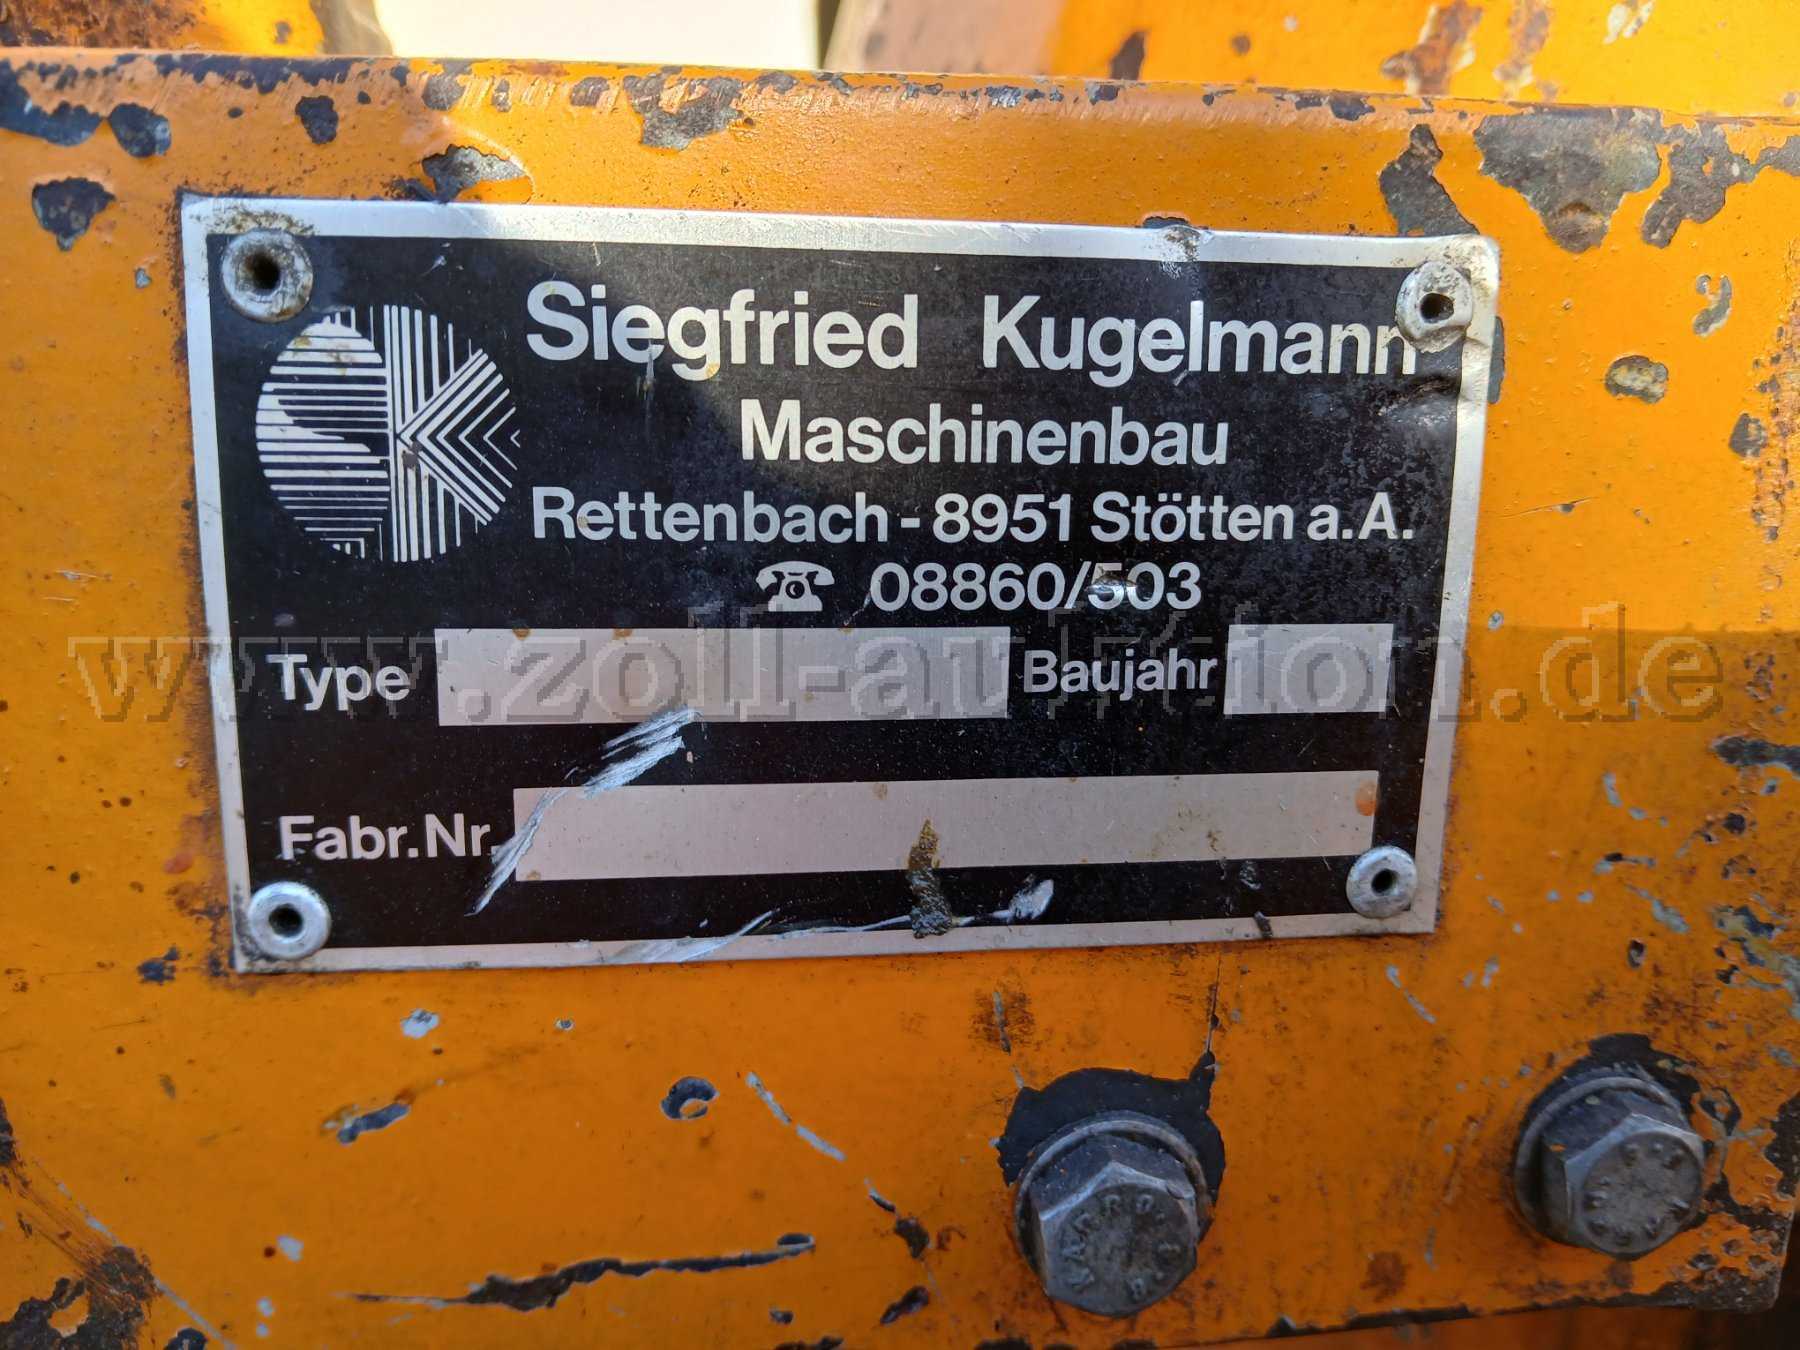 Siegfried Kugelmann
Maschinenbau
Rettenbach - 8951 Stötten a. A.
☎ 08860/503
www.zoll-auktion.de
Type Baujahr
Fabr. Nr.